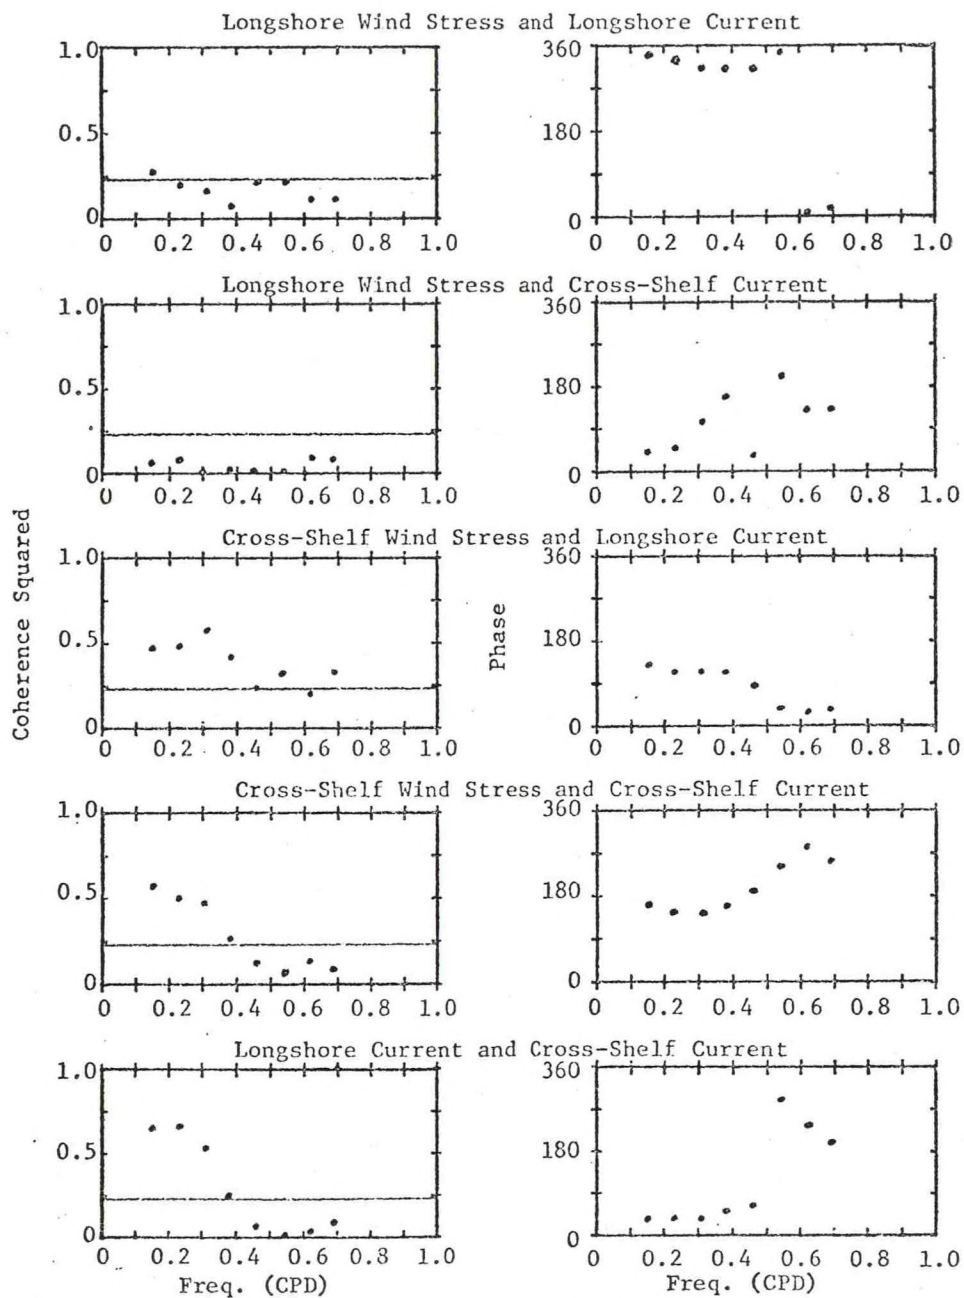 Longshore Wind Stress and Longshore Current
1.0
0.5
0
0 0.2 0.4 0.6 0.8 1.0
360
180
0
0 0.2 0.4 0.6 0.8 1.0
Longshore Wind Stress and Cross-Shelf Current
1.0
0.5
0
0 0.2 0.4 0.6 0.8 1.0
360
180
0
0 0.2 0.4 0.6 0.8 1.0
Cross-Shelf Wind Stress and Longshore Current
1.0
0.5
0
0 0.2 0.4 0.6 0.8 1.0
360
180
0
0 0.2 0.4 0.6 0.8 1.0
Coherence Squared
Phase
Cross-Shelf Wind Stress and Cross-Shelf Current
1.0
0.5
0
0 0.2 0.4 0.6 0.8 1.0
360
180
0
0 0.2 0.4 0.6 0.8 1.0
Longshore Current and Cross-Shelf Current
1.0
0.5
0
0 0.2 0.4 0.6 0.8 1.0
Freq. (CPD)
360
180
0
0 0.2 0.4 0.6 0.8 1.0
Freq. (CPD)